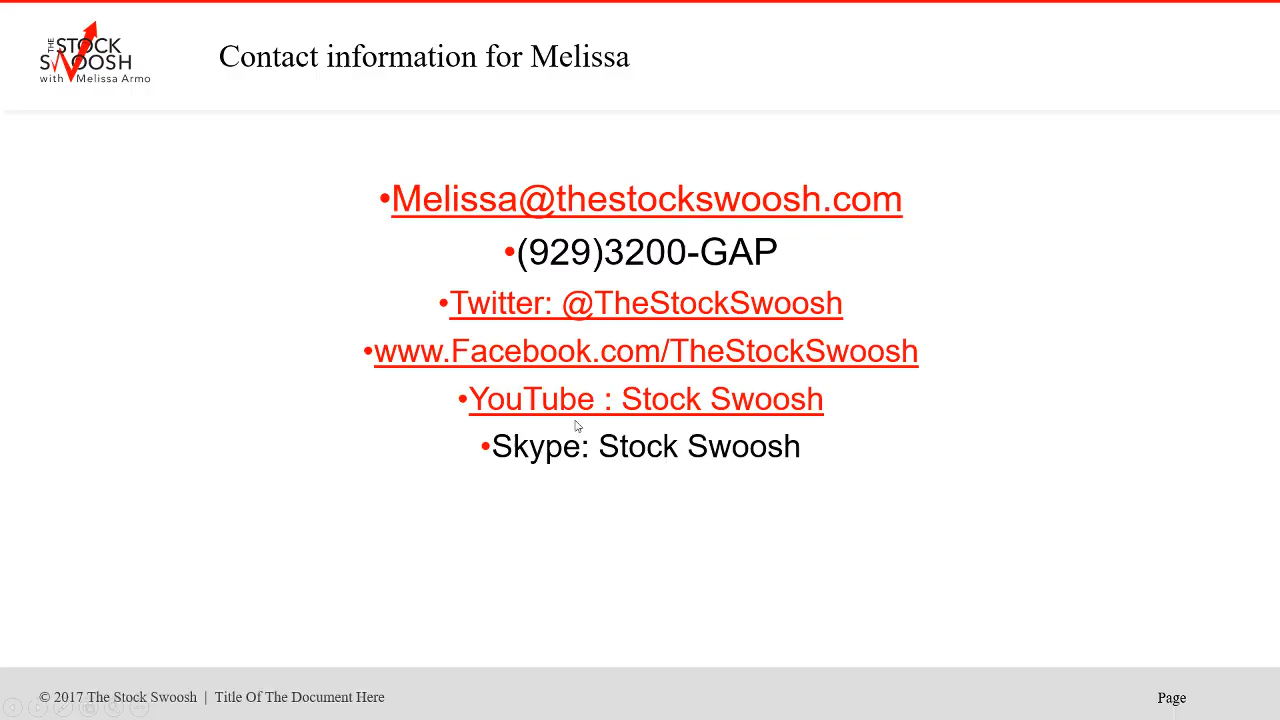 THE STOCK
SWOOSH
with Melissa Armo
Contact information for Melissa
•Melissa@thestockswoosh.com
•(929)3200-GAP
•Twitter: @TheStockSwoosh
•www.Facebook.com/TheStockSwoosh
•YouTube : Stock Swoosh
•Skype: Stock Swoosh
© 2017 The Stock Swoosh | Title Of The Document Here
Page